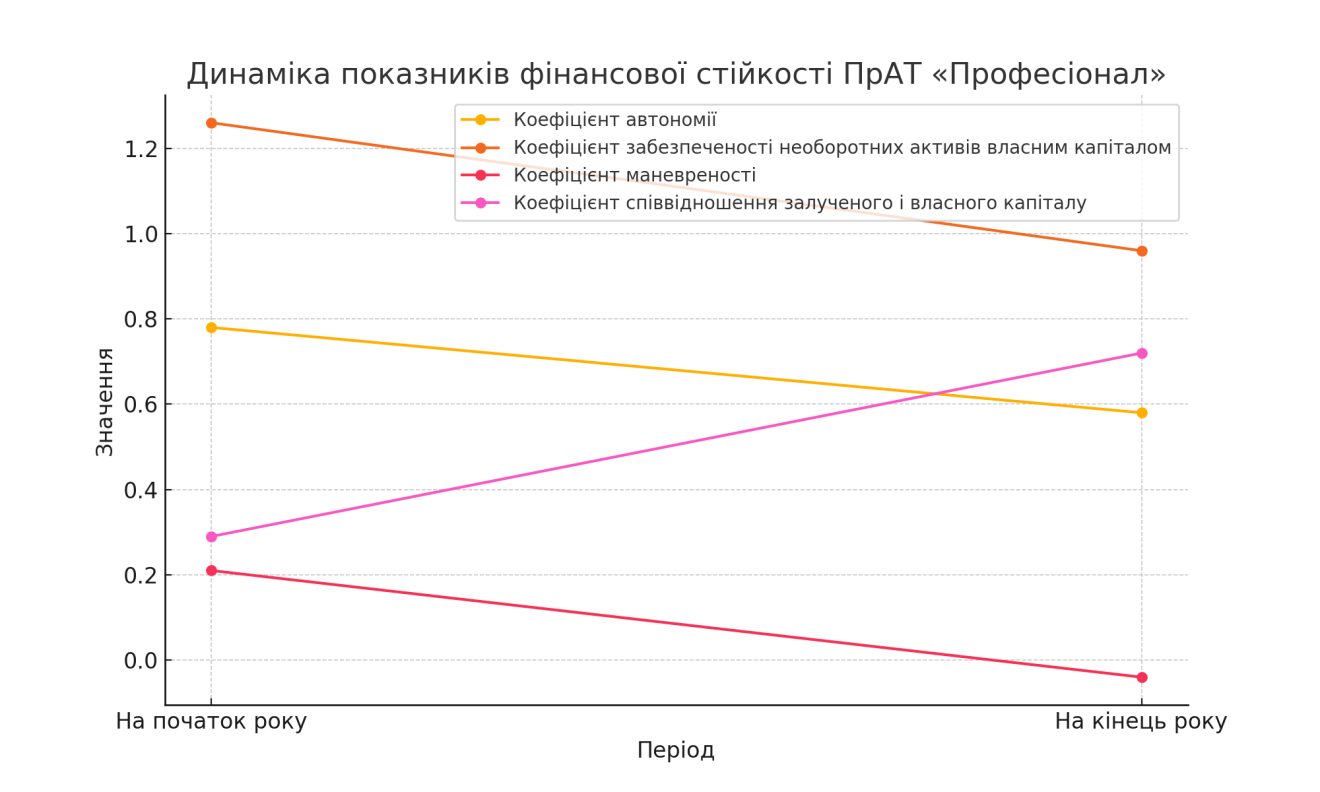 Динаміка показників фінансової стійкості ПрАТ «Професіонал»
Коефіцієнт автономії
Коефіцієнт забезпеченості необоротних активів власним капіталом
Коефіцієнт маневреності
Коефіцієнт співвідношення залученого і власного капіталу
1.2
1.0
0.8
0.6
0.4
0.2
0.0
Значення
На початок року
На кінець року
Період